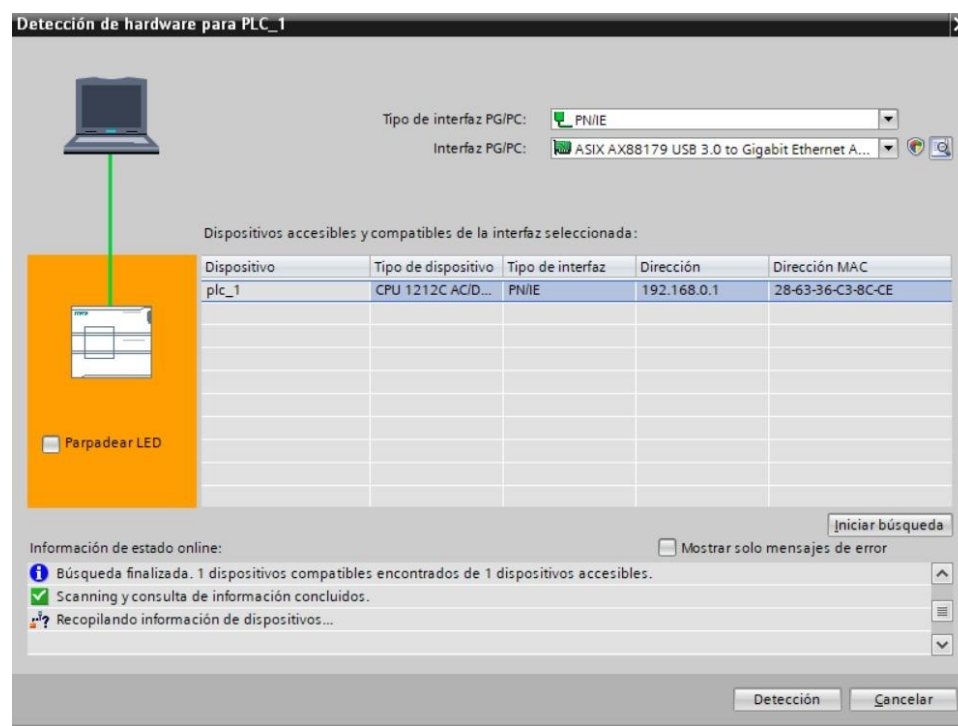 Detección de hardware para PLC_1
Tipo de interfaz PG/PC: PN/IE
Interfaz PG/PC: ASIX AX88179 USB 3.0 to Gigabit Ethernet A...
Dispositivos accesibles y compatibles de la interfaz seleccionada:
Dispositivo Tipo de dispositivo Tipo de interfaz Dirección Dirección MAC
plc_1 CPU 1212C AC/D... PN/IE 192.168.0.1 28-63-36-C3-8C-CE
Parpadear LED
Iniciar búsqueda
Información de estado online: Mostrar solo mensajes de error
Búsqueda finalizada. 1 dispositivos compatibles encontrados de 1 dispositivos accesibles.
Scanning y consulta de información concluidos.
Recopilando información de dispositivos...
Detección Cancelar